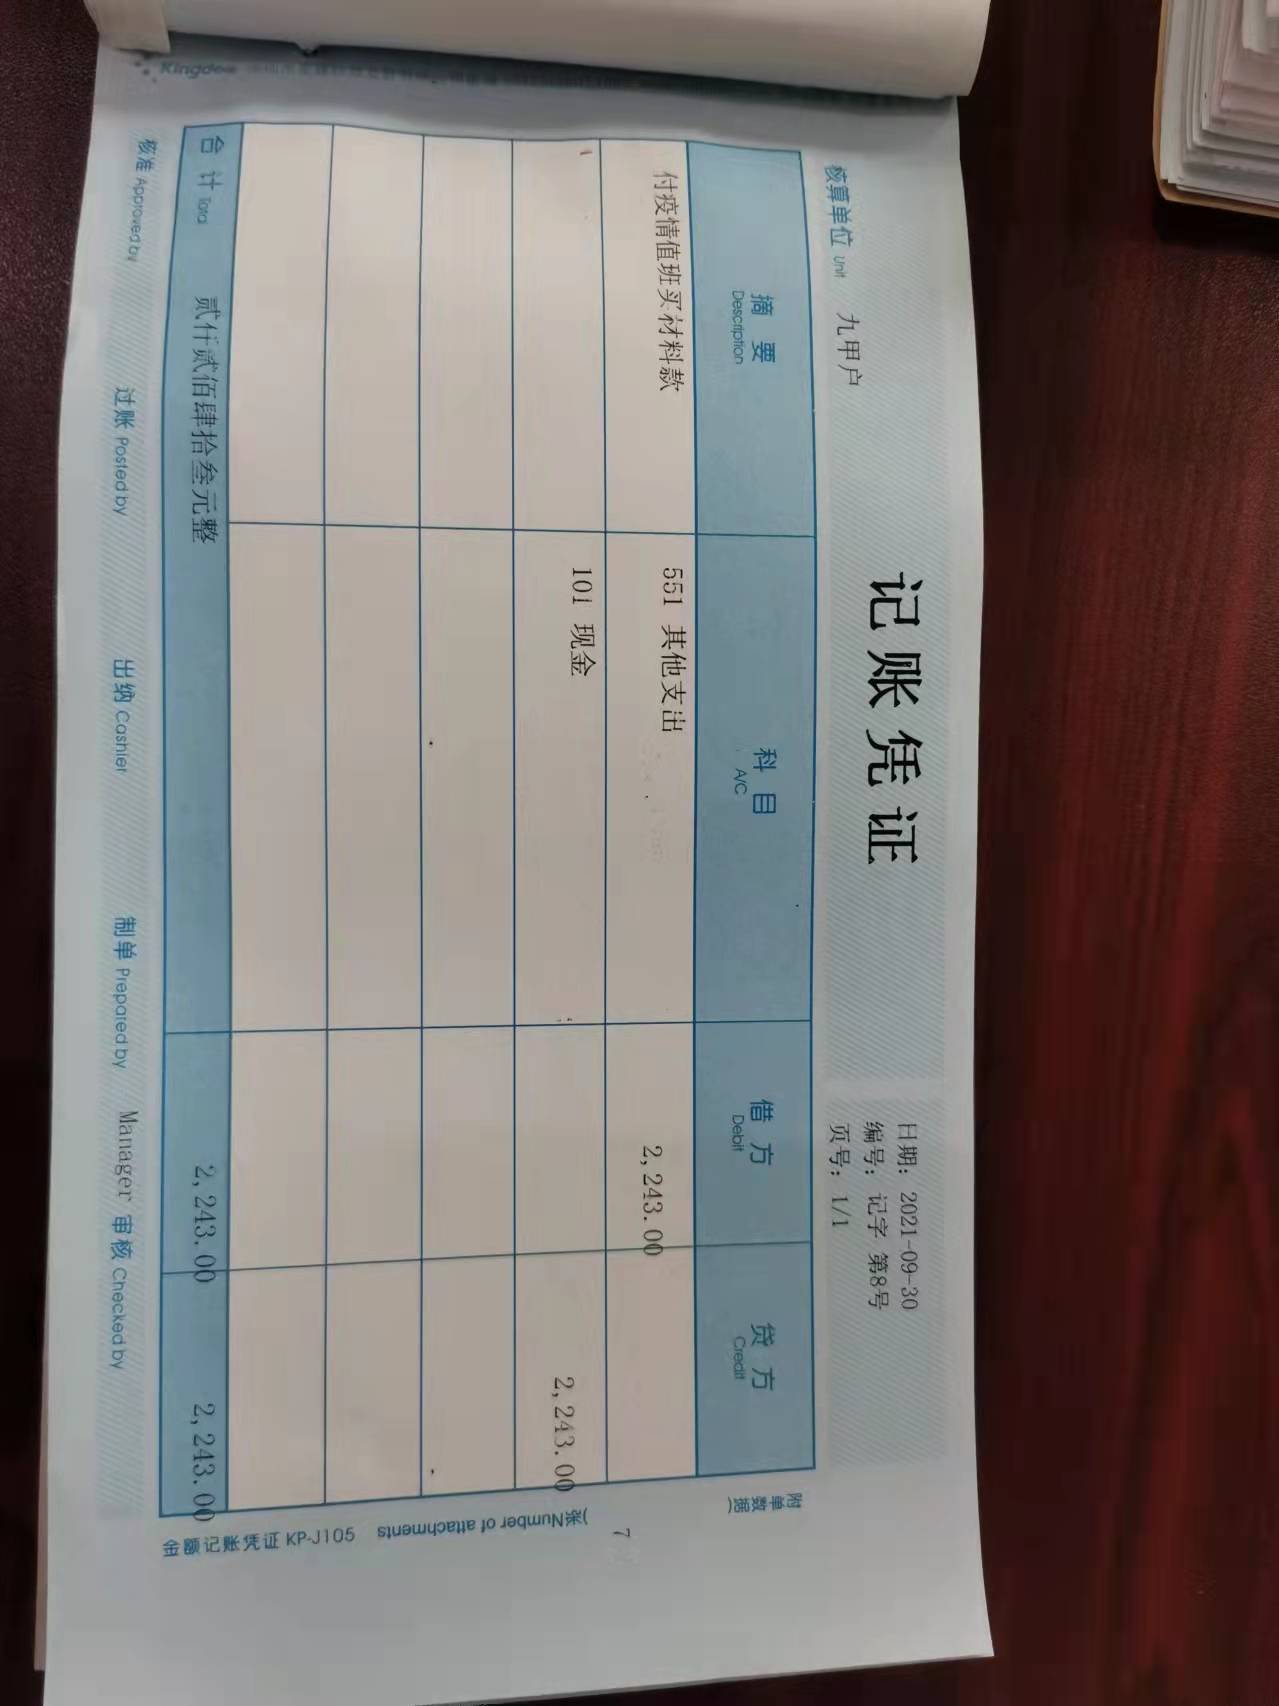 Kingdee
记账凭证
日期: 2021-09-30
编号: 记字 第8号
核算单位 Unit 九甲户
页号: 1/1
摘要 科目 借方 贷方
Description A/C Debit Credit
付疫情值班买材料款 551 其他支出 2,243.00
101 现金 2,243.00
合计 Total 贰仟贰佰肆拾叁元整 2,243.00 2,243.00
附单数据(
7
张)Number of attachments
金额记账凭证 KP-J105
核准 Approved by 过账 Posted by 出纳 Cashier 制单 Prepared by Manager 审核 Checked by